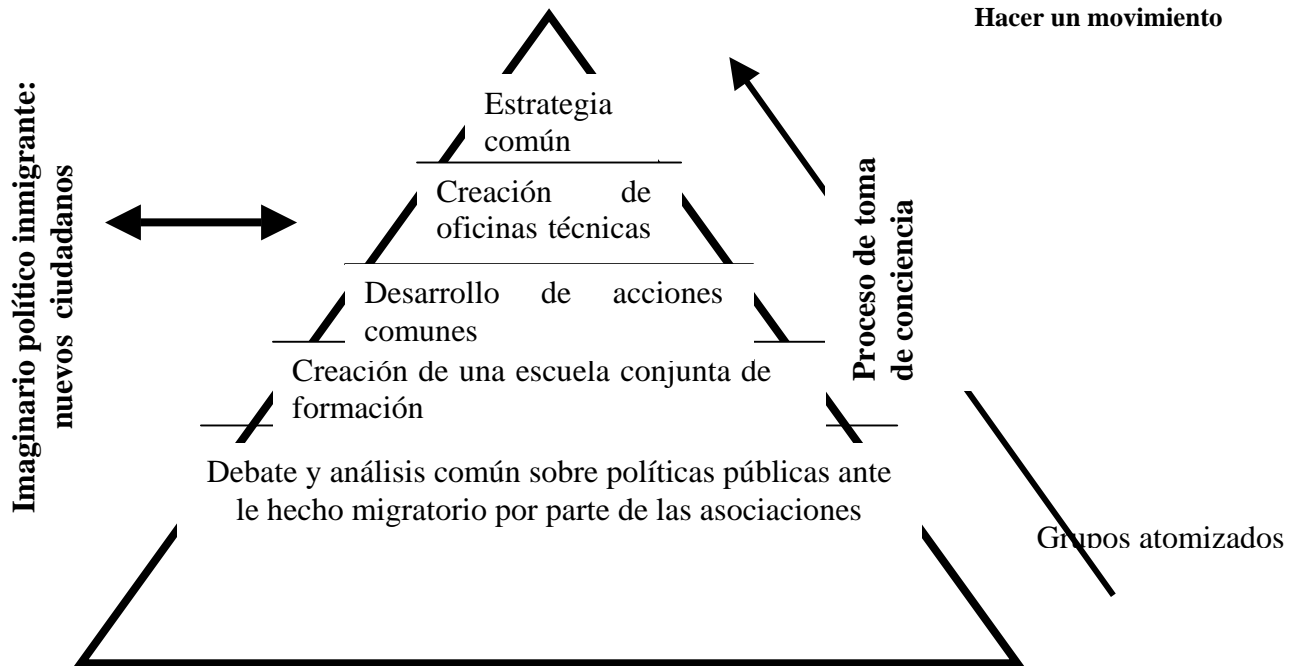 Hacer un movimiento
Imaginario político inmigrante:
nuevos ciudadanos
Estrategia
común
Creación de
oficinas técnicas
Desarrollo de acciones
comunes
Creación de una escuela conjunta de
formación
Debate y análisis común sobre políticas públicas ante
le hecho migratorio por parte de las asociaciones
Proceso de toma
de conciencia
Grupos atomizados